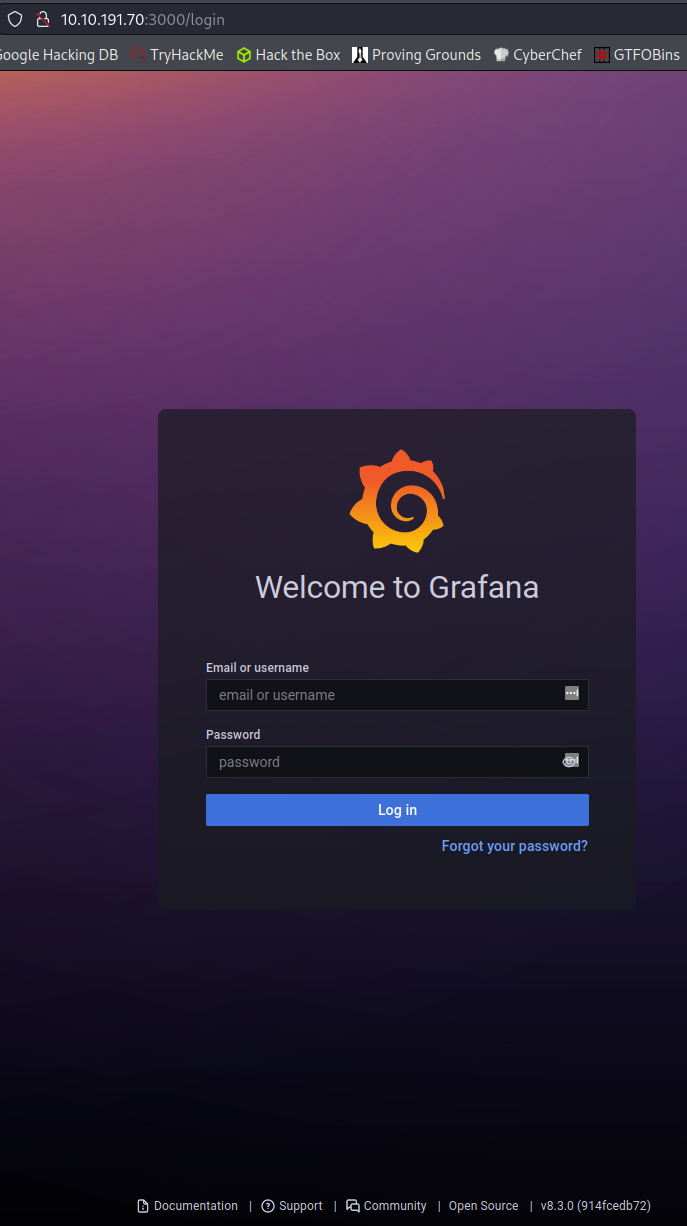 10.10.191.70:3000/login
Google Hacking DB TryHackMe Hack the Box Proving Grounds CyberChef GTFOBins
Welcome to Grafana
Email or username
email or username
Password
password
Log in
Forgot your password?
Documentation | Support | Community | Open Source | v8.3.0 (914fcedb72)